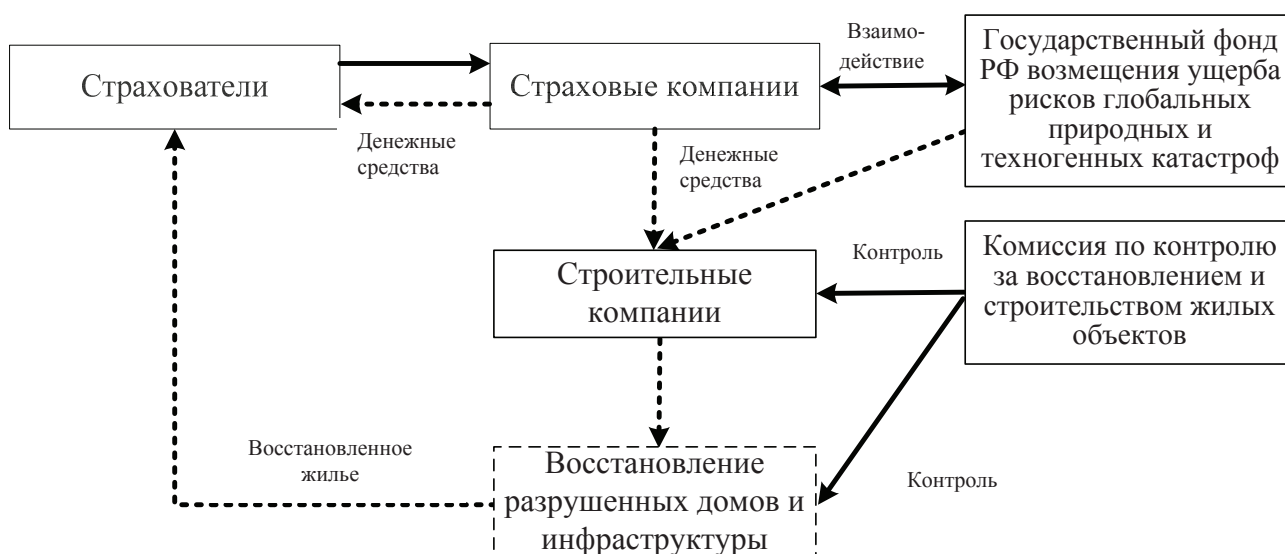 Страхователи
Страховые компании
Взаимо-
действие
Государственный фонд
РФ возмещения ущерба
рисков глобальных
природных и
техногенных катастроф
Денежные
средства
Денежные
средства
Строительные
компании
Контроль
Комиссия по контролю
за восстановлением и
строительством жилых
объектов
Восстановленное
жилье
Восстановление
разрушенных домов и
инфраструктуры
Контроль